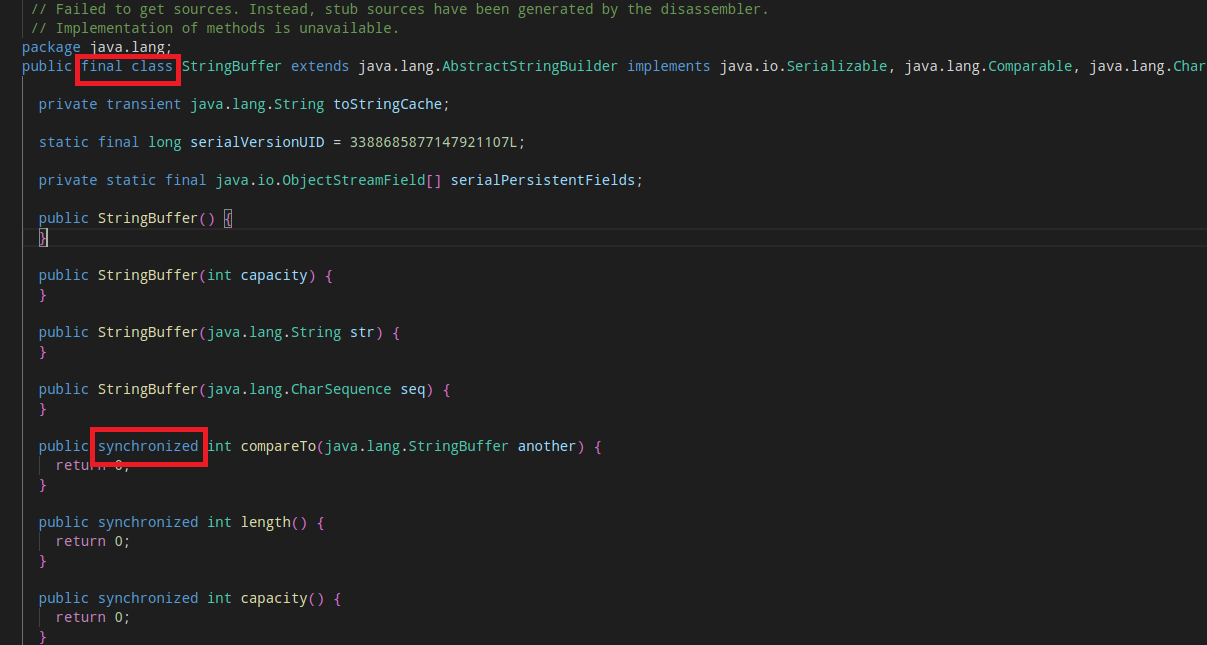 // Failed to get sources. Instead, stub sources have been generated by the disassembler.
// Implementation of methods is unavailable.
package java.lang;
public final class StringBuffer extends java.lang.AbstractStringBuilder implements java.io.Serializable, java.lang.Comparable, java.lang.Char
private transient java.lang.String toStringCache;
static final long serialVersionUID = 3388685877147921107L;
private static final java.io.ObjectStreamField[] serialPersistentFields;
public StringBuffer() {
}
public StringBuffer(int capacity) {
}
public StringBuffer(java.lang.String str) {
}
public StringBuffer(java.lang.CharSequence seq) {
}
public synchronized int compareTo(java.lang.StringBuffer another) {
return 0;
}
public synchronized int length() {
return 0;
}
public synchronized int capacity() {
return 0;
}